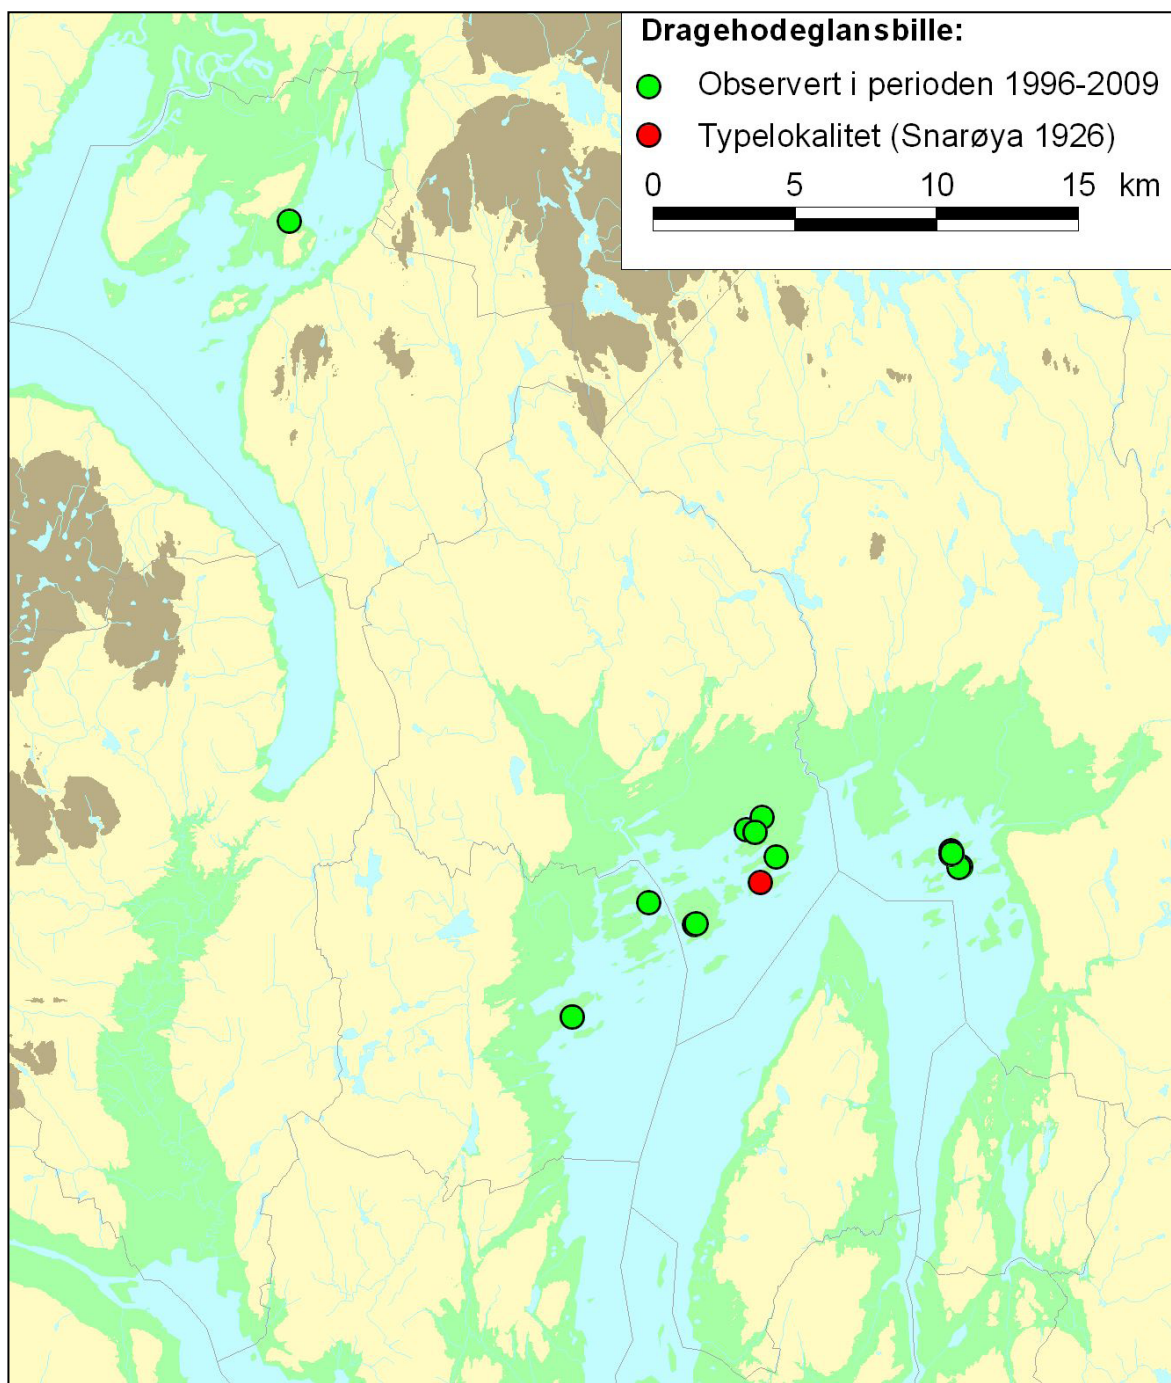 Dragehodeglansbille:
Observert i perioden 1996-2009
Typelokalitet (Snarøya 1926)
0 5 10 15 km